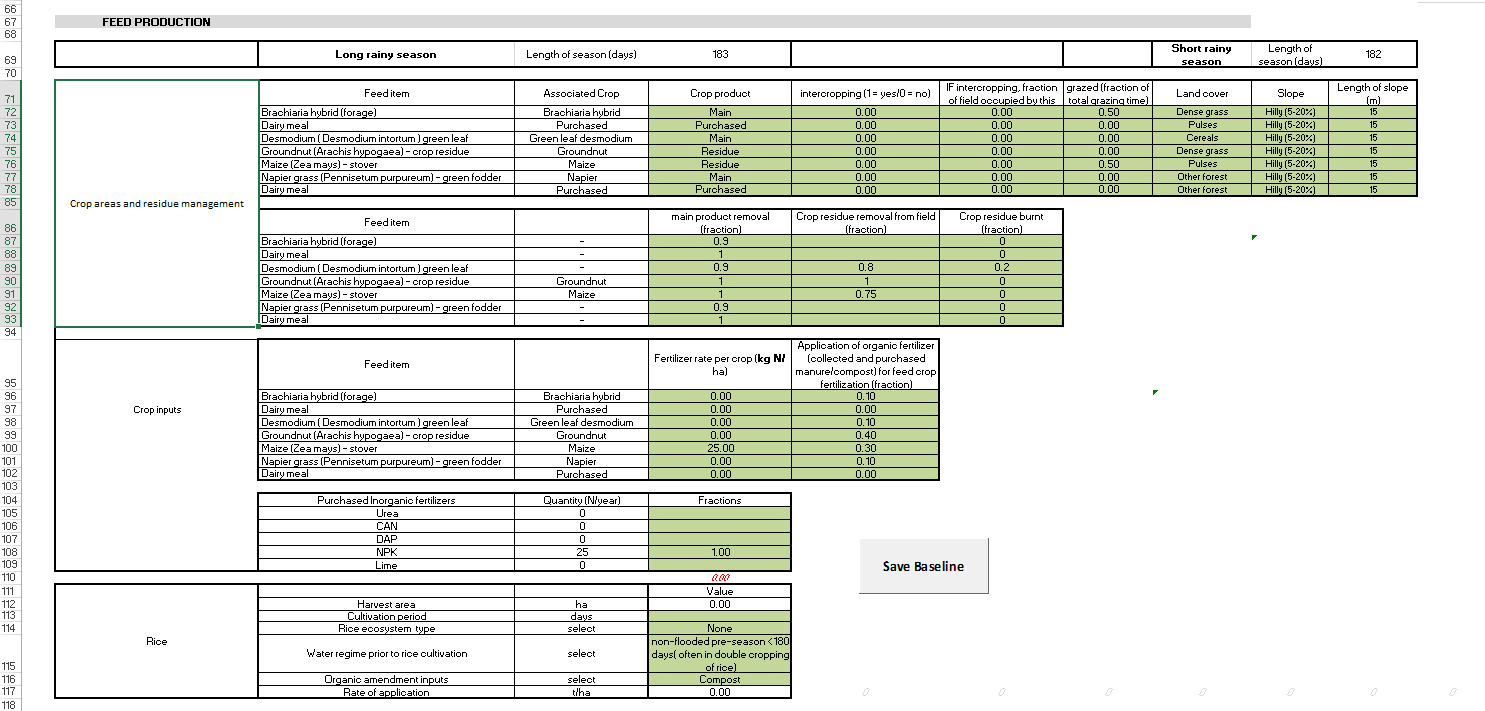 66
67 FEED PRODUCTION
68
69 Long rainy season Length of season (days) 183 Short rainy season Length of season (days) 182
70
71 Feed item Associated Crop Crop product intercropping (1 = yes/0 = no) IF intercropping, fraction of field occupied by this grazed (fraction of total grazing time) Land cover Slope Length of slope (m)
72 Brachiaria hybrid (forage) Brachiaria hybrid Main 0.00 0.00 0.50 Dense grass Hilly (5-20%) 15
73 Dairy meal Purchased Purchased 0.00 0.00 0.00 Pulses Hilly (5-20%) 15
74 Desmodium ( Desmodium intortum ) green leaf Green leaf desmodium Main 0.00 0.00 0.00 Cereals Hilly (5-20%) 15
75 Groundnut (Arachis hypogaea) - crop residue Groundnut Residue 0.00 0.00 0.00 Dense grass Hilly (5-20%) 15
76 Maize (Zea mays) - stover Maize Residue 0.00 0.00 0.50 Pulses Hilly (5-20%) 15
77 Napier grass (Pennisetum purpureum) - green fodder Napier Main 0.00 0.00 0.00 Other forest Hilly (5-20%) 15
78 Dairy meal Purchased Purchased 0.00 0.00 0.00 Other forest Hilly (5-20%) 15
85 Crop areas and residue management
86 Feed item main product removal (fraction) Crop residue removal from field (fraction) Crop residue burnt (fraction)
87 Brachiaria hybrid (forage) - 0.9 0
88 Dairy meal - 1 0
89 Desmodium ( Desmodium intortum ) green leaf - 0.9 0.8 0.2
90 Groundnut (Arachis hypogaea) - crop residue Groundnut 1 1 0
91 Maize (Zea mays) - stover Maize 1 0.75 0
92 Napier grass (Pennisetum purpureum) - green fodder - 0.9 0
93 Dairy meal - 1 0
94
95 Feed item Fertilizer rate per crop (kg N/ ha) Application of organic fertilizer (collected and purchased manure/compost) for feed crop fertilization (fraction)
96 Brachiaria hybrid (forage) Brachiaria hybrid 0.00 0.10
97 Crop inputs Dairy meal Purchased 0.00 0.00
98 Desmodium ( Desmodium intortum ) green leaf Green leaf desmodium 0.00 0.10
99 Groundnut (Arachis hypogaea) - crop residue Groundnut 0.00 0.40
100 Maize (Zea mays) - stover Maize 25.00 0.30
101 Napier grass (Pennisetum purpureum) - green fodder Napier 0.00 0.10
102 Dairy meal Purchased 0.00 0.00
103
104 Purchased Inorganic fertilizers Quantity (N/year) Fractions
105 Urea 0
106 CAN 0
107 DAP 0
108 NPK 25 1.00
109 Lime 0
Save Baseline
110 0.00
111 Value
112 Harvest area ha 0.00
113 Cultivation period days
114 Rice ecosystem type select None
Rice
115 Water regime prior to rice cultivation select non-flooded pre-season <180 days( often in double cropping of rice)
116 Organic amendment inputs select Compost
117 Rate of application t/ha 0.00 0 0 0 0 0 0 0
118